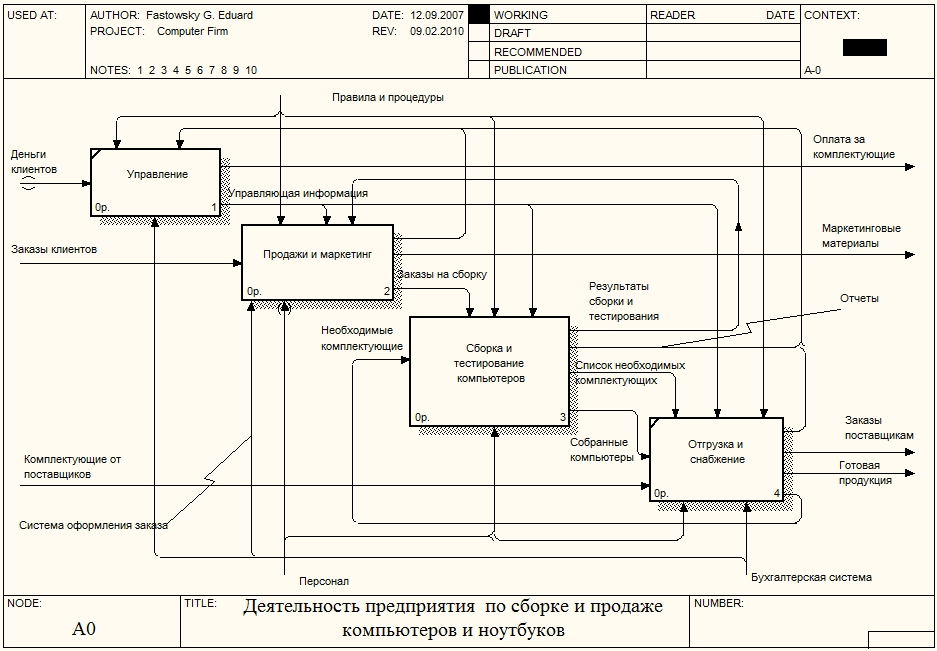 USED AT:
AUTHOR: Fastowsky G. Eduard
DATE: 12.09.2007
PROJECT: Computer Firm
REV: 09.02.2010
NOTES: 1 2 3 4 5 6 7 8 9 10
WORKING
DRAFT
RECOMMENDED
PUBLICATION
READER
DATE
CONTEXT:
A-0
Правила и процедуры
Деньги
клиентов
Управление
0р.
1
Оплата за
комплектующие
Управляющая информация
Заказы клиентов
Продажи и маркетинг
0р.
2
Маркетинговые
материалы
Заказы на сборку
Результаты
сборки и
тестирования
Отчеты
Необходимые
комплектующие
Сборка и
тестирование
компьютеров
0р.
3
Список необходимых
комплектующих
Собранные
компьютеры
Отгрузка и
снабжение
0р.
4
Заказы
поставщикам
Готовая
продукция
Комплектующие от
поставщиков
Система оформления заказа
Персонал
Бухгалтерская система
NODE:
A0
TITLE:
Деятельность предприятия по сборке и продаже
компьютеров и ноутбуков
NUMBER: